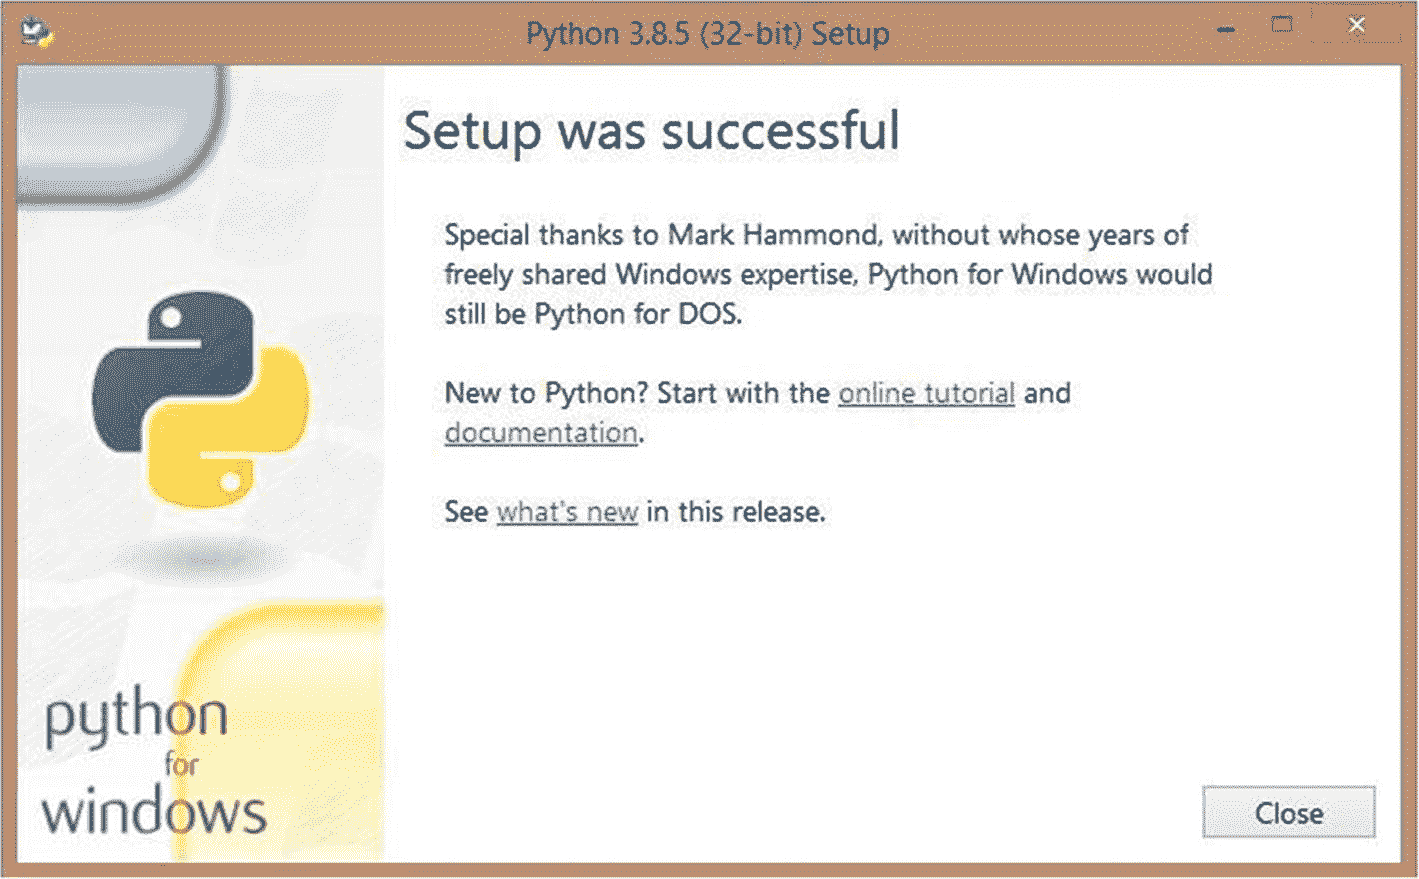 Python 3.8.5 (32-bit) Setup
Setup was successful
Special thanks to Mark Hammond, without whose years of
freely shared Windows expertise, Python for Windows would
still be Python for DOS.
New to Python? Start with the online tutorial and
documentation.
See what's new in this release.
python
for
windows
Close